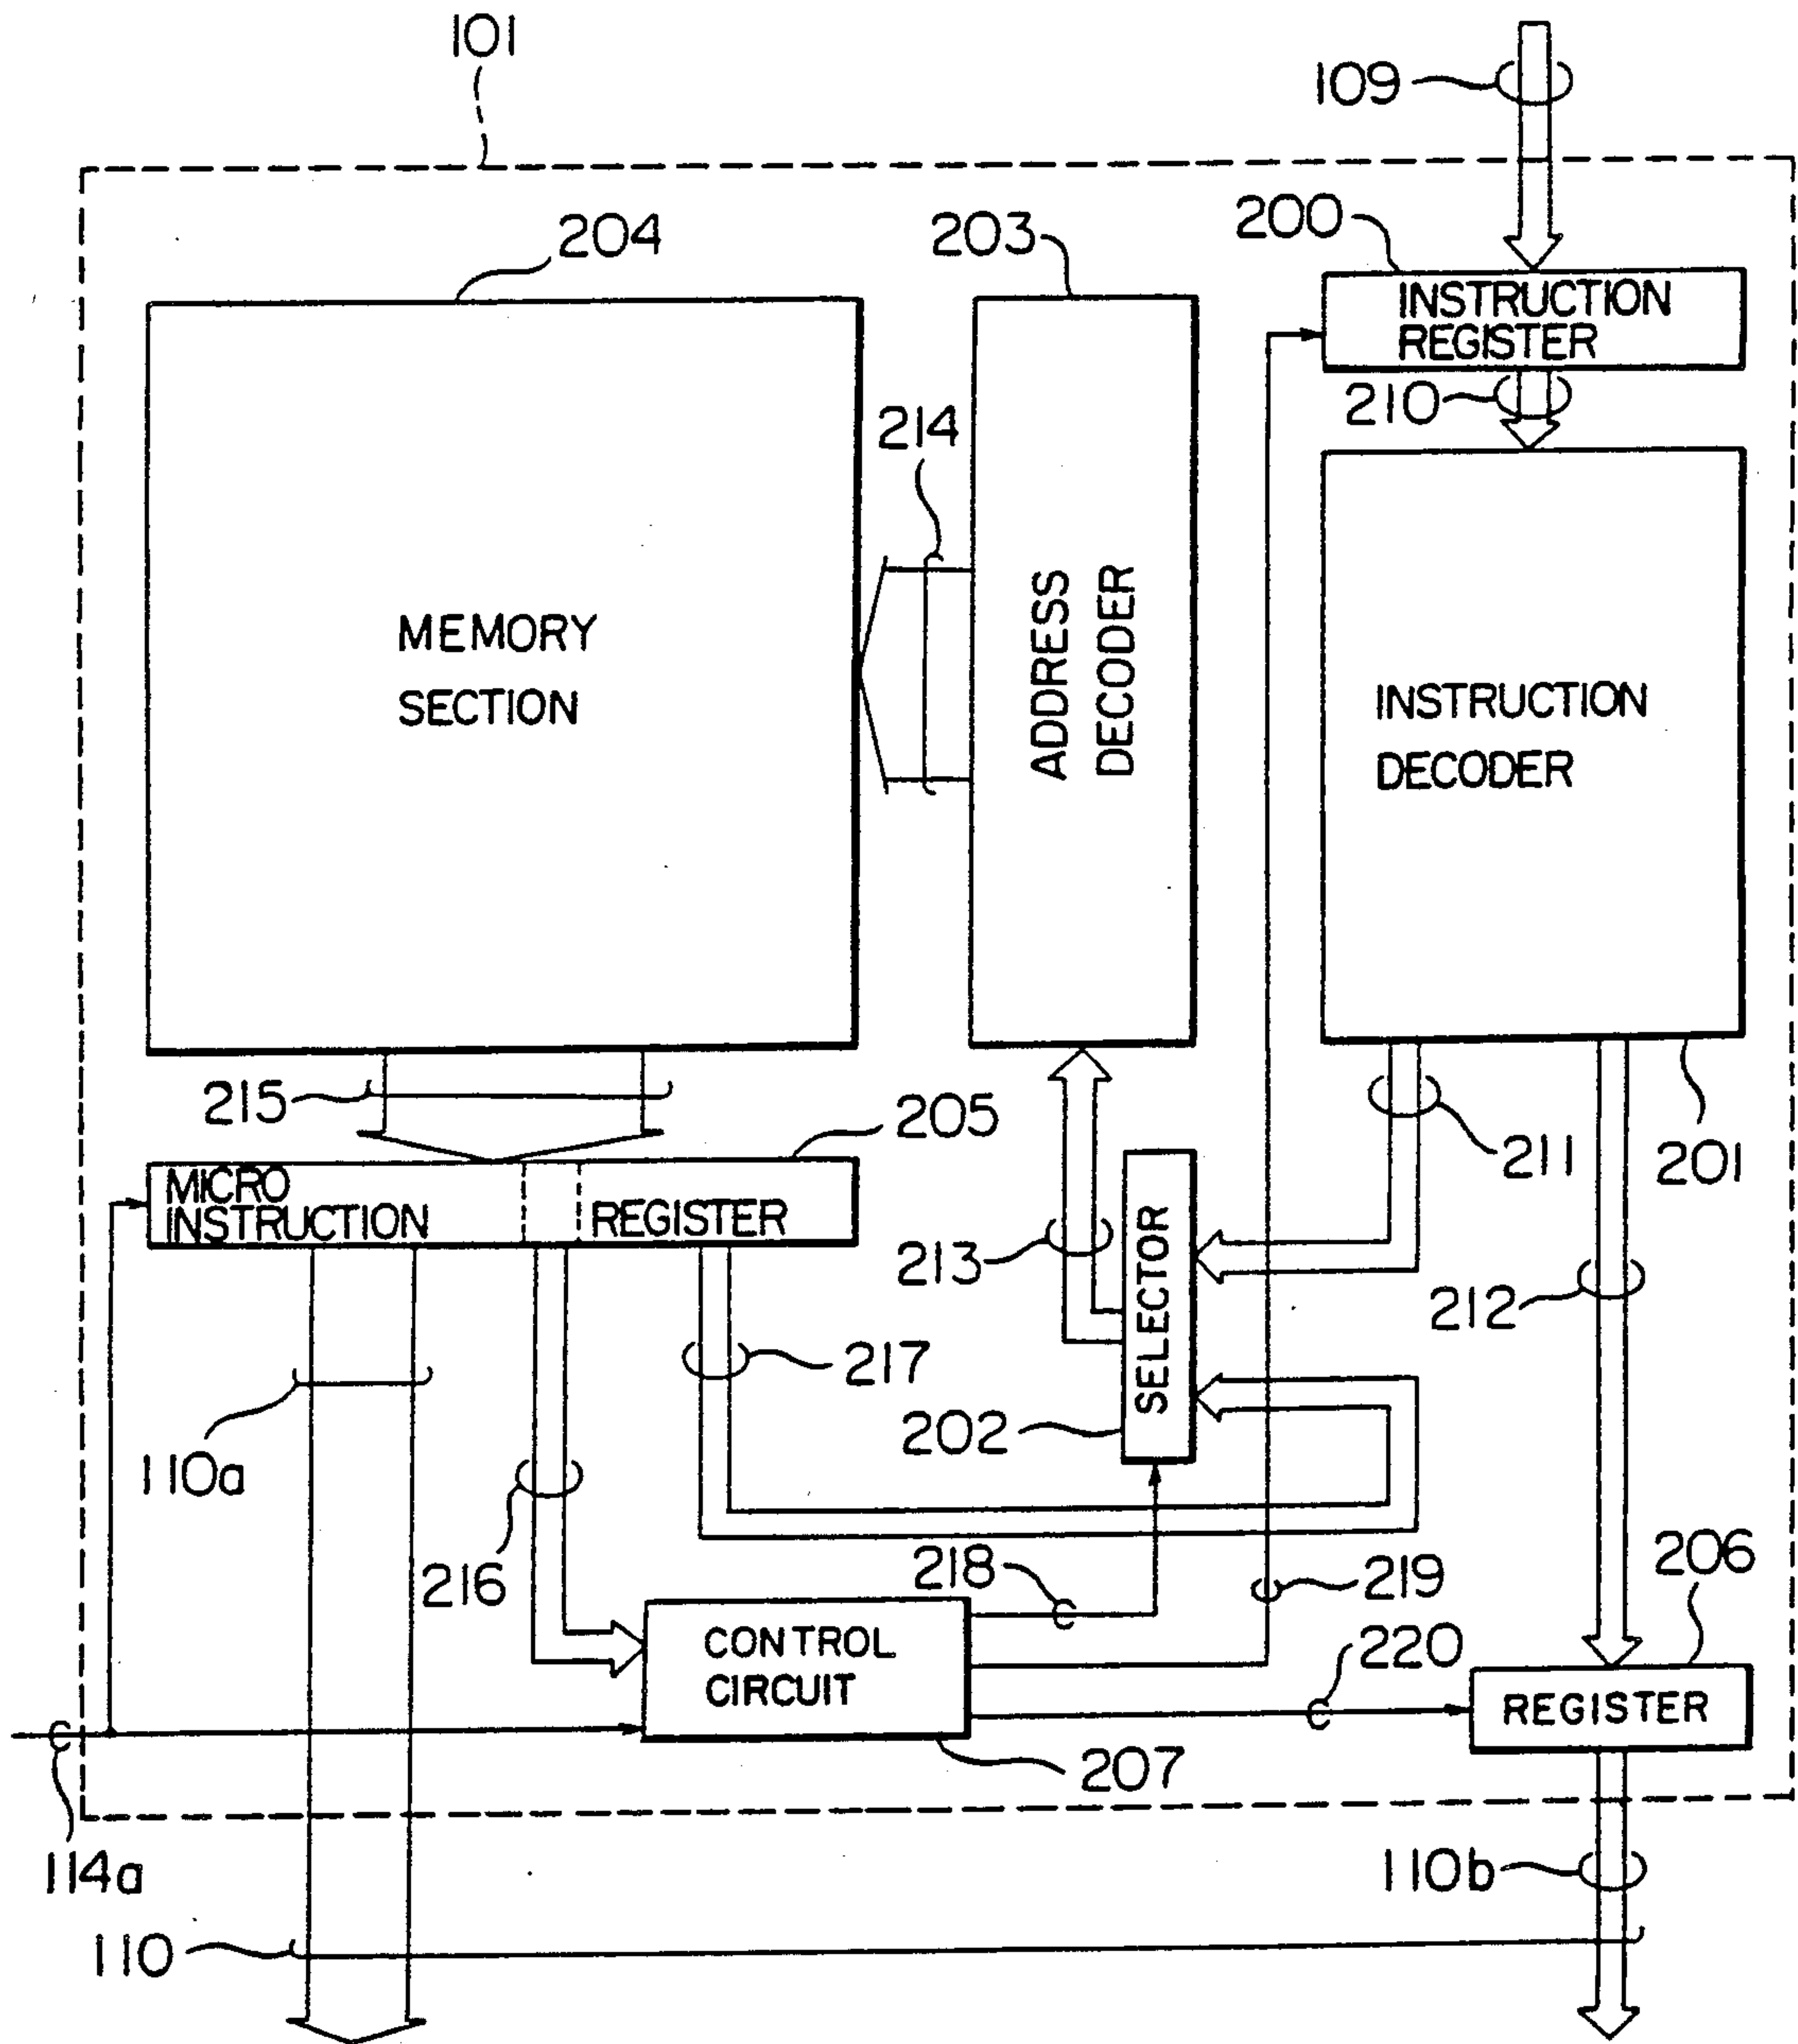 101
109
204
203
200
INSTRUCTION
REGISTER
210
214
MEMORY
SECTION
ADDRESS
DECODER
INSTRUCTION
DECODER
215
205
211
201
MICRO
INSTRUCTION
REGISTER
213
SELECTOR
212
217
202
110a
216
218
219
206
CONTROL
CIRCUIT
220
REGISTER
207
114a
110b
110